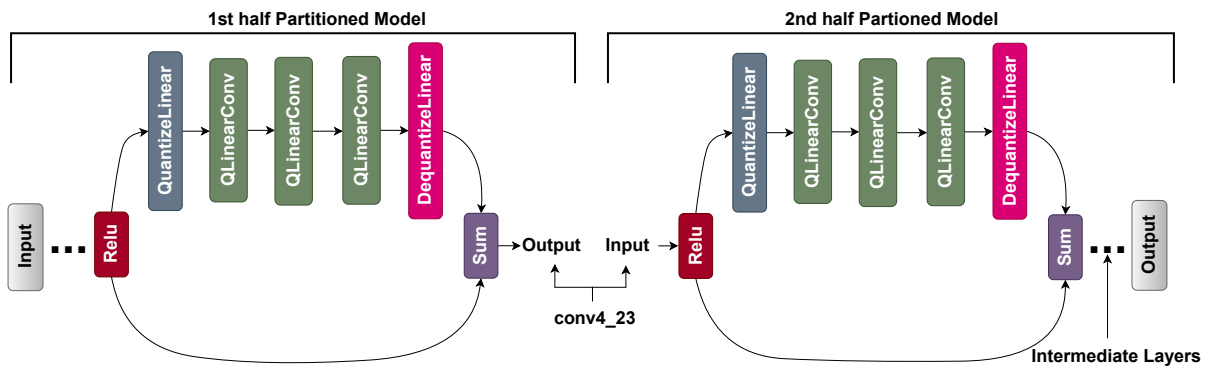 1st half Partitioned Model
2nd half Partioned Model
Input
Relu
QuantizeLinear
QLinearConv
QLinearConv
QLinearConv
DequantizeLinear
Sum
Output
Input
conv4_23
Relu
QuantizeLinear
QLinearConv
QLinearConv
QLinearConv
DequantizeLinear
Sum
Output
Intermediate Layers